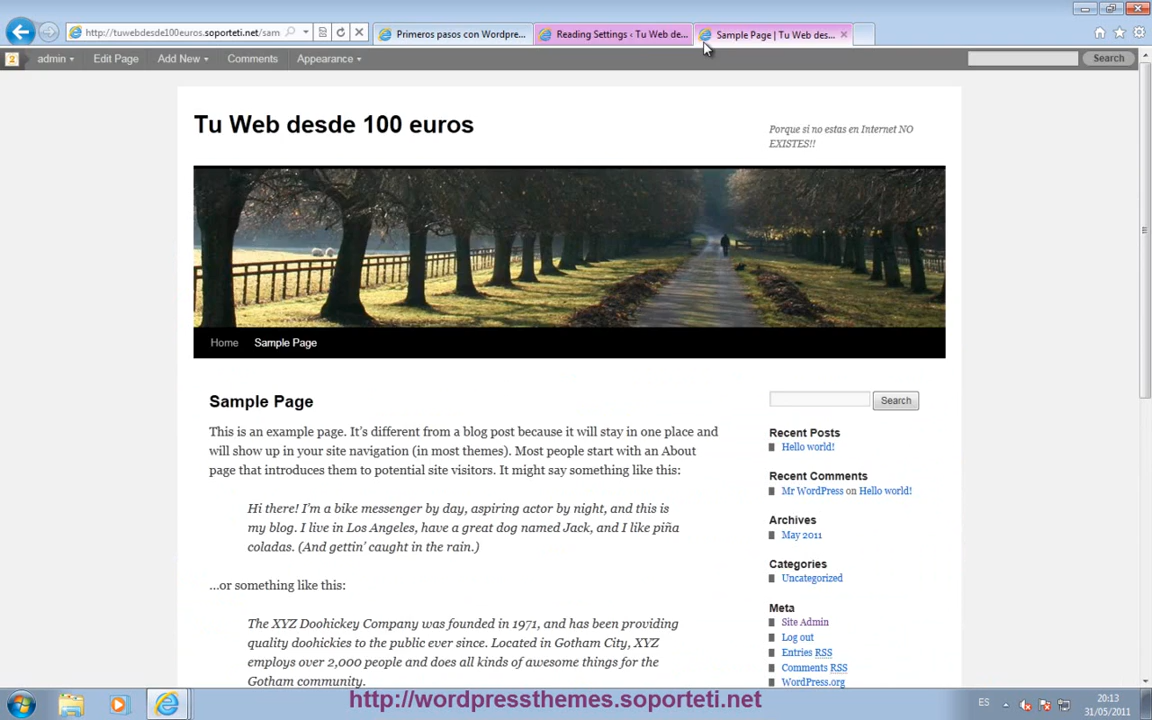 http://tuwebdesde100euros.soporteti.net/sam
Primeros pasos con Wordpre...
Reading Settings ‹ Tu Web de...
Sample Page | Tu Web des...
2
admin
Edit Page
Add New
Comments
Appearance
Search
Tu Web desde 100 euros
Porque si no estas en Internet NO
EXISTES!!
Home
Sample Page
Sample Page
This is an example page. It’s different from a blog post because it will stay in one place and
will show up in your site navigation (in most themes). Most people start with an About
page that introduces them to potential site visitors. It might say something like this:
Hi there! I’m a bike messenger by day, aspiring actor by night, and this is
my blog. I live in Los Angeles, have a great dog named Jack, and I like piña
coladas. (And gettin’ caught in the rain.)
…or something like this:
The XYZ Doohickey Company was founded in 1971, and has been providing
quality doohickies to the public ever since. Located in Gotham City, XYZ
employs over 2,000 people and does all kinds of awesome things for the
Gotham community.
Search
Recent Posts
Hello world!
Recent Comments
Mr WordPress on Hello world!
Archives
May 2011
Categories
Uncategorized
Meta
Site Admin
Log out
Entries RSS
Comments RSS
WordPress.org
http://wordpressthemes.soporteti.net
ES
20:13
31/05/2011